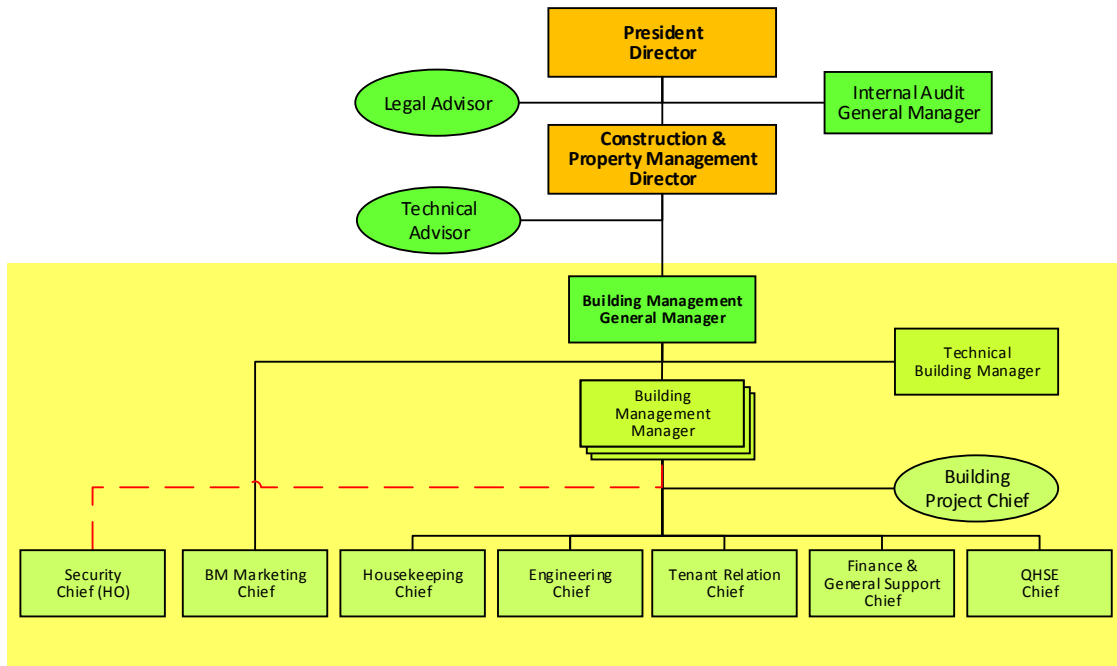 President
Director
Legal Advisor
Internal Audit
General Manager
Construction &
Property Management
Director
Technical
Advisor
Building Management
General Manager
Technical
Building Manager
Building
Management
Manager
Building
Project Chief
Security
Chief (HO)
BM Marketing
Chief
Housekeeping
Chief
Engineering
Chief
Tenant Relation
Chief
Finance &
General Support
Chief
QHSE
Chief